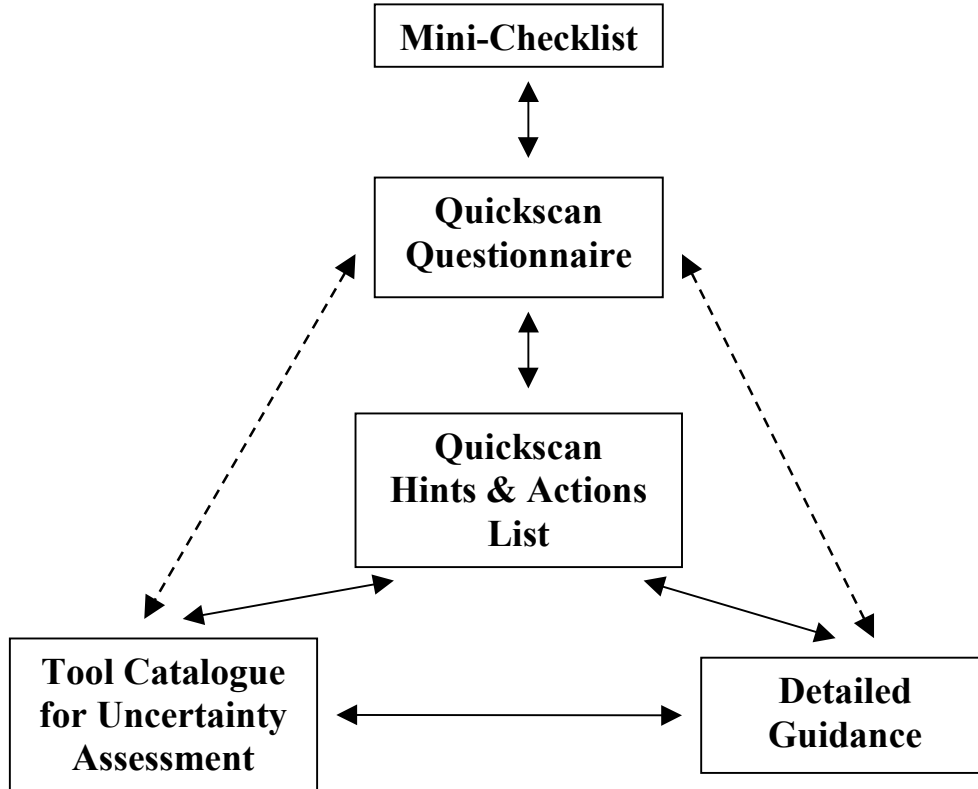 Mini-Checklist
Quickscan
Questionnaire
Quickscan
Hints & Actions
List
Tool Catalogue
for Uncertainty
Assessment
Detailed
Guidance